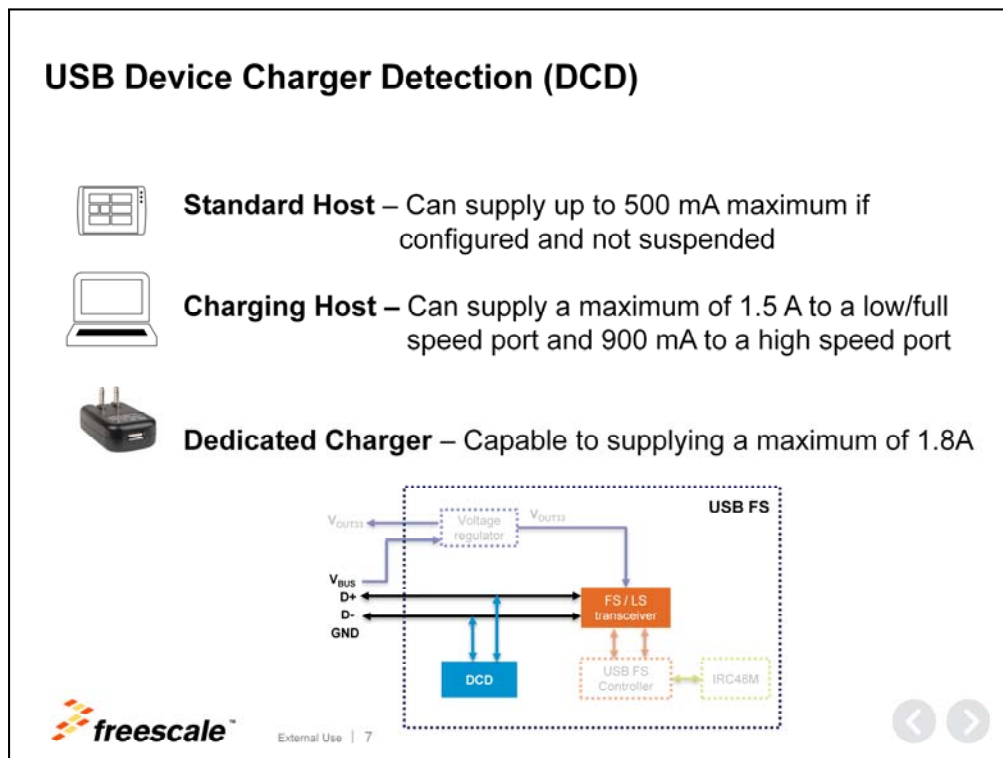 USB Device Charger Detection (DCD)
Standard Host – Can supply up to 500 mA maximum if
configured and not suspended
Charging Host – Can supply a maximum of 1.5 A to a low/full
speed port and 900 mA to a high speed port
Dedicated Charger – Capable to supplying a maximum of 1.8A
USB FS
VOUT33
Voltage
regulator
VOUT33
VBUS
D+
D-
GND
FS / LS
transceiver
DCD
USB FS
Controller
IRC48M
freescale™
External Use | 7